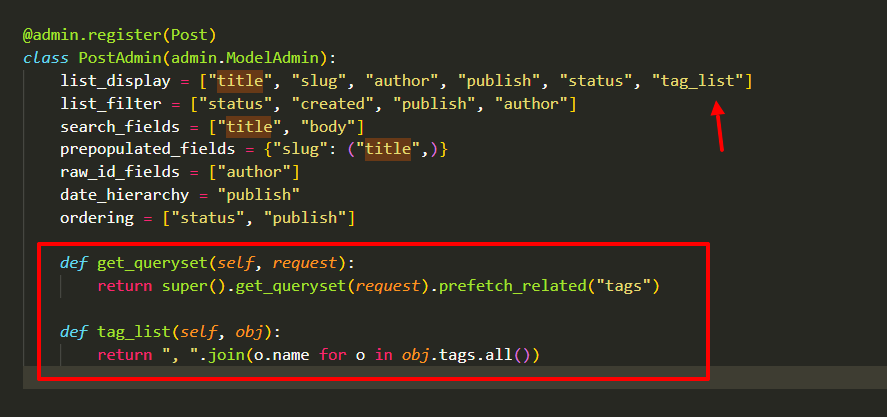 @admin.register(Post)
class PostAdmin(admin.ModelAdmin):
    list_display = ["title", "slug", "author", "publish", "status", "tag_list"]
    list_filter = ["status", "created", "publish", "author"]
    search_fields = ["title", "body"]
    prepopulated_fields = {"slug": ("title",)}
    raw_id_fields = ["author"]
    date_hierarchy = "publish"
    ordering = ["status", "publish"]
    def get_queryset(self, request):
        return super().get_queryset(request).prefetch_related("tags")
    def tag_list(self, obj):
        return ", ".join(o.name for o in obj.tags.all())